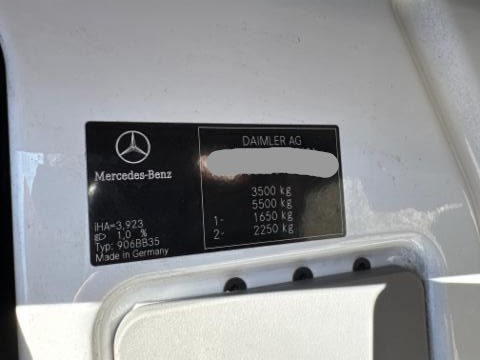 DAIMLER AG
Mercedes-Benz
3500 kg
5500 kg
1- 1650 kg
2- 2250 kg
iHA=3,923
1,0 %
Typ: 906BB35
Made in Germany